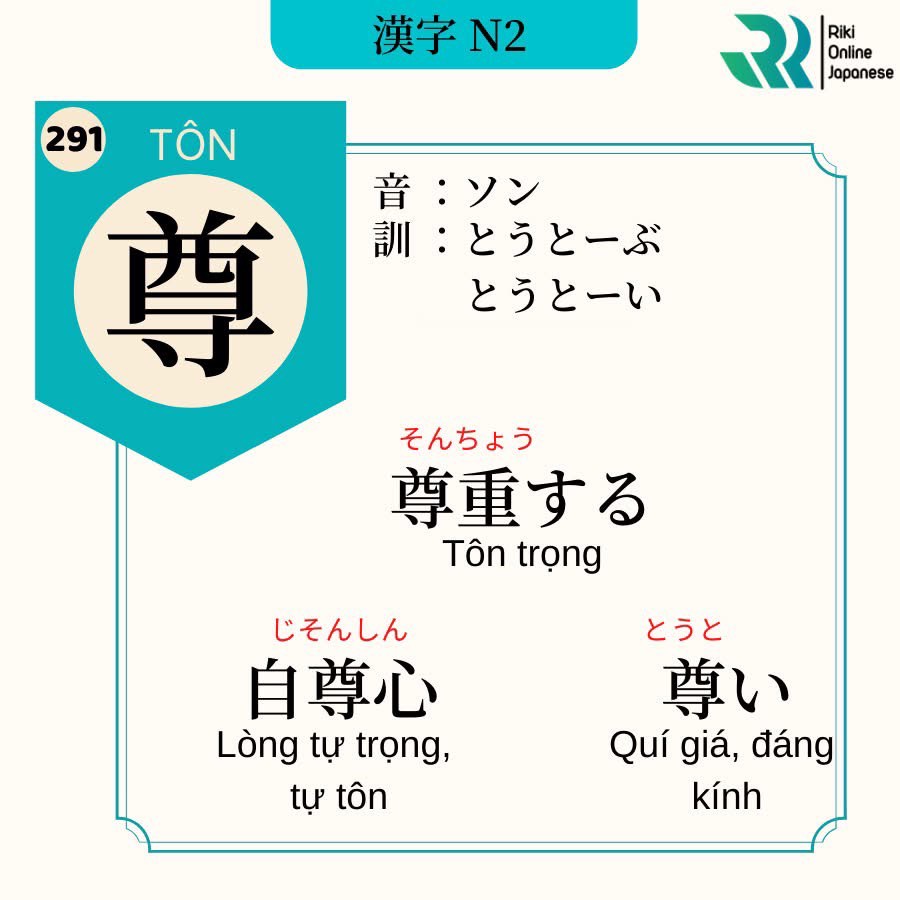 漢字 N2
Riki
Online
Japanese
291
TÔN
尊
音 ：ソン
訓 ：とうとーぶ
とうとーい
そんちょう
尊重する
Tôn trọng
じそんしん
自尊心
Lòng tự trọng,
tự tôn
とうと
尊い
Quí giá, đáng
kính